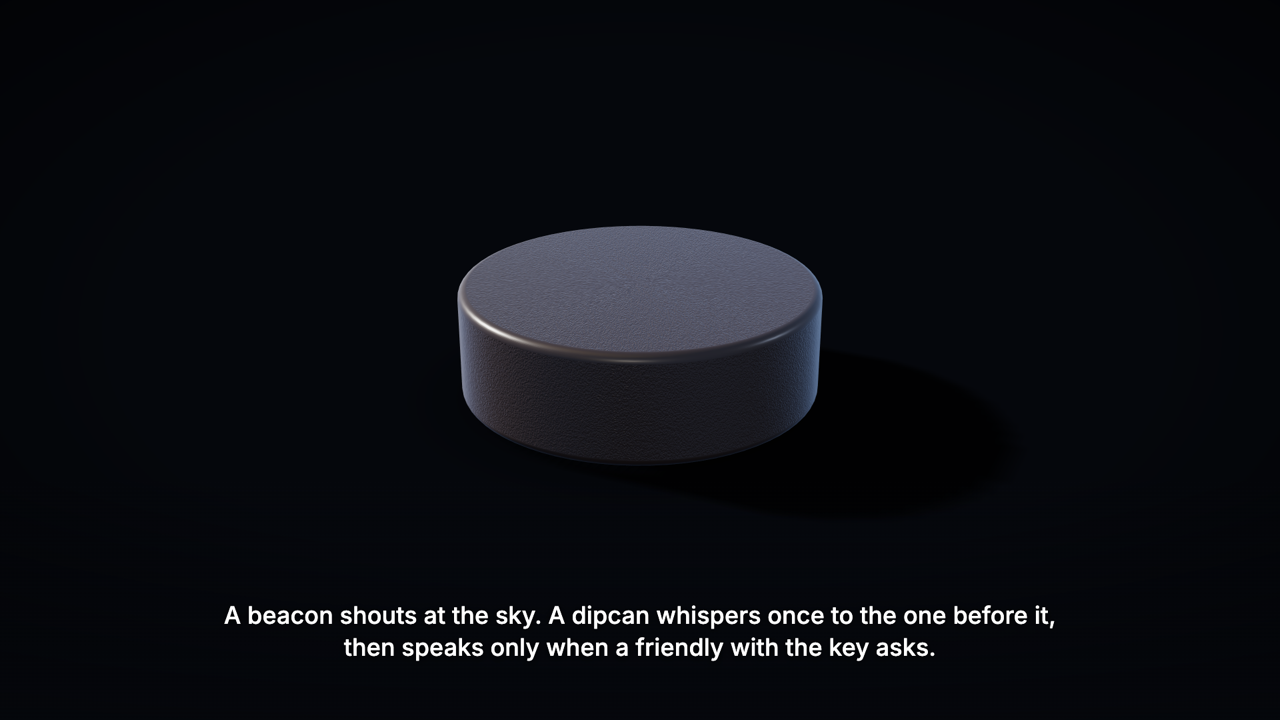 A beacon shouts at the sky. A dipcan whispers once to the one before it,
then speaks only when a friendly with the key asks.